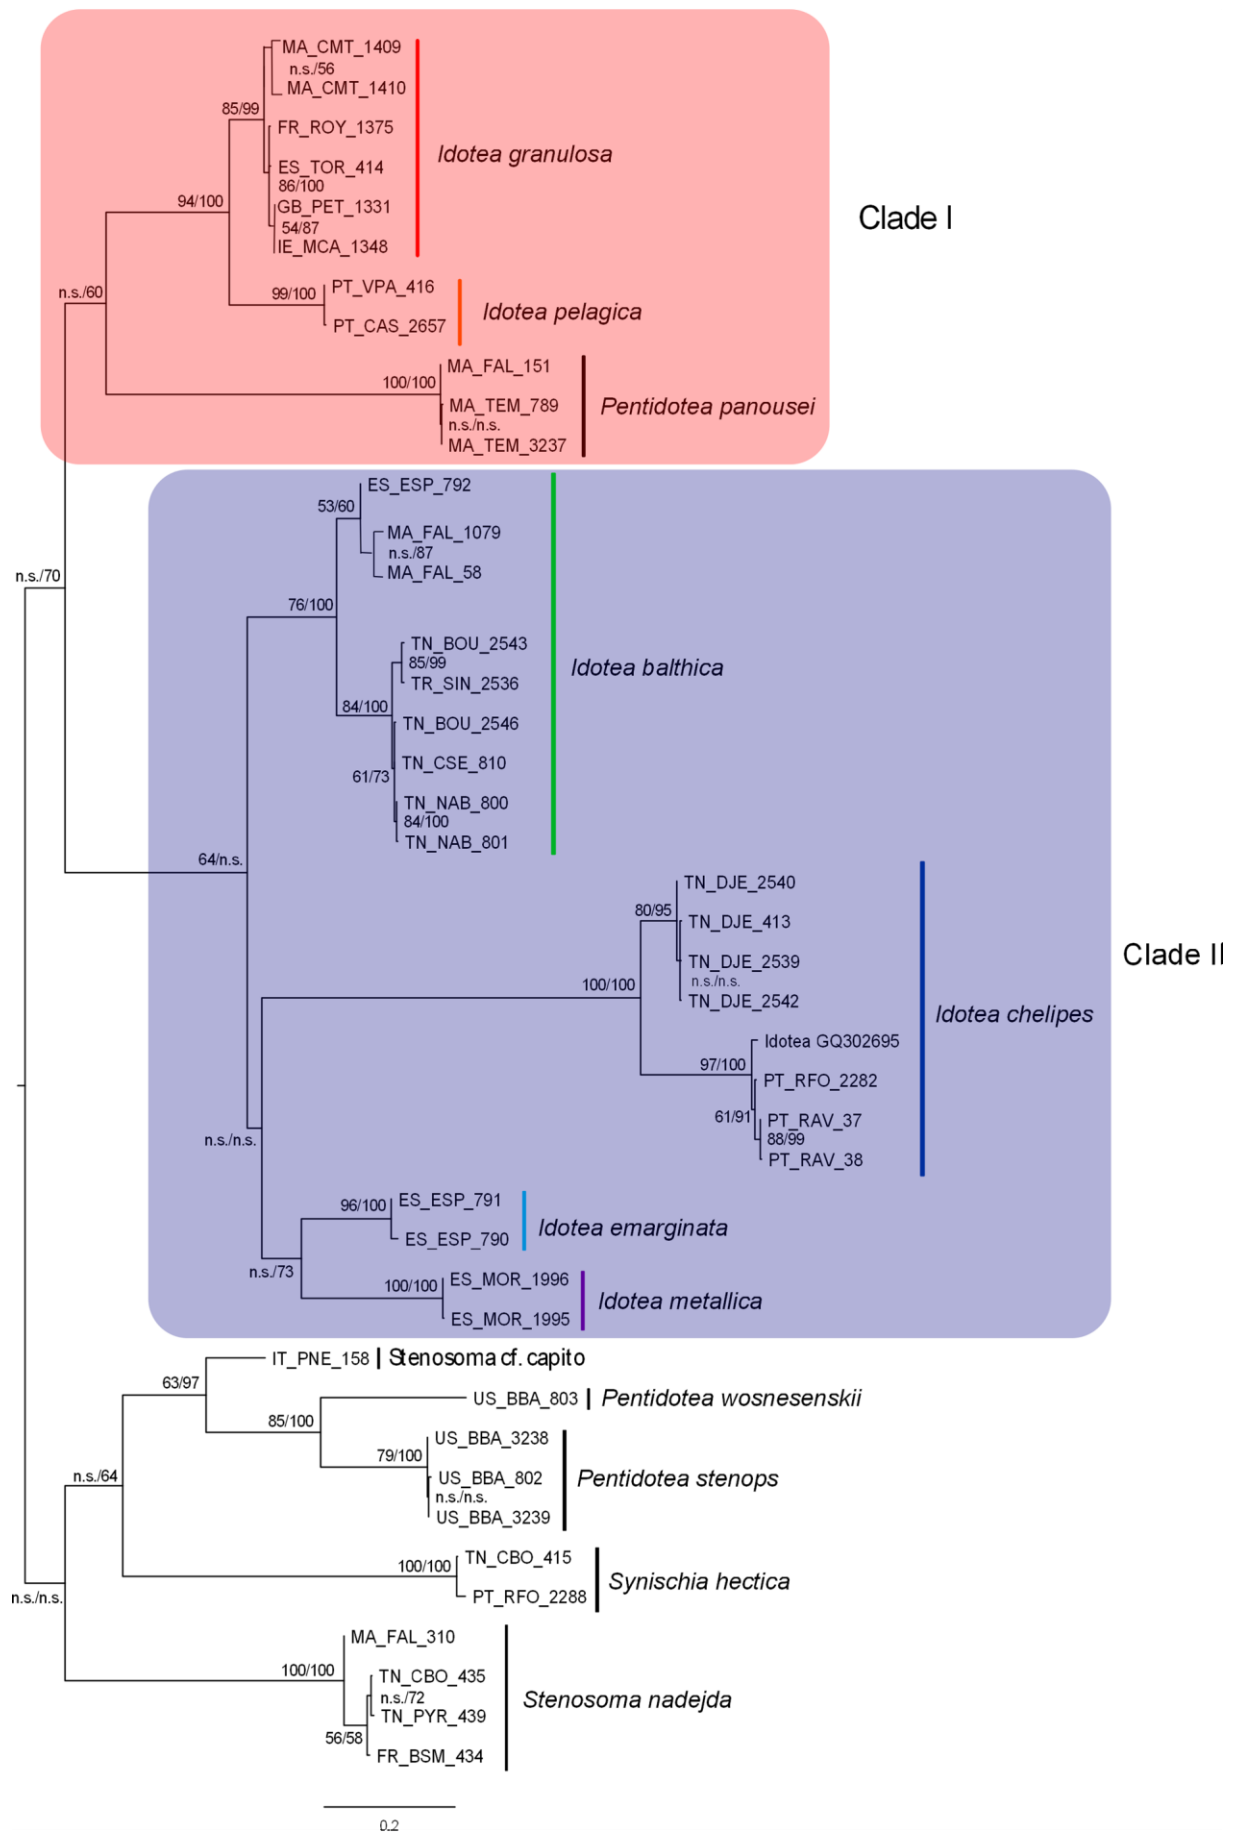 MA_CMT_1409
n.s./56
MA_CMT_1410
85/99
FR_ROY_1375
Idotea granulosa
ES_TOR_414
86/100
94/100
GB_PET_1331
54/87
IE_MCA_1348
Clade I
PT_VPA_416
n.s./60
99/100
Idotea pelagica
PT_CAS_2657
MA_FAL_151
100/100
MA_TEM_789
Pentidotea panousei
n.s./n.s.
MA_TEM_3237
ES_ESP_792
53/60
MA_FAL_1079
n.s./87
MA_FAL_58
n.s./70
76/100
TN_BOU_2543
85/99
Idotea balthica
TR_SIN_2536
84/100
TN_BOU_2546
TN_CSE_810
61/73
TN_NAB_800
84/100
TN_NAB_801
64/n.s.
TN_DJE_2540
80/95
TN_DJE_413
Clade II
TN_DJE_2539
n.s./n.s.
100/100
TN_DJE_2542
Idotea chelipes
Idotea GQ302695
97/100
PT_RFO_2282
61/91
PT_RAV_37
88/99
n.s./n.s.
PT_RAV_38
96/100
ES_ESP_791
Idotea emarginata
ES_ESP_790
n.s./73
ES_MOR_1996
100/100
Idotea metallica
ES_MOR_1995
IT_PNE_158
Stenosoma cf. capito
63/97
US_BBA_803
Pentidotea wosnesenskii
85/100
US_BBA_3238
79/100
n.s./64
US_BBA_802
Pentidotea stenops
n.s./n.s.
US_BBA_3239
TN_CBO_415
100/100
Synischia hectica
PT_RFO_2288
n.s./n.s.
MA_FAL_310
100/100
TN_CBO_435
n.s./72
Stenosoma nadejda
TN_PYR_439
56/58
FR_BSM_434
0.2